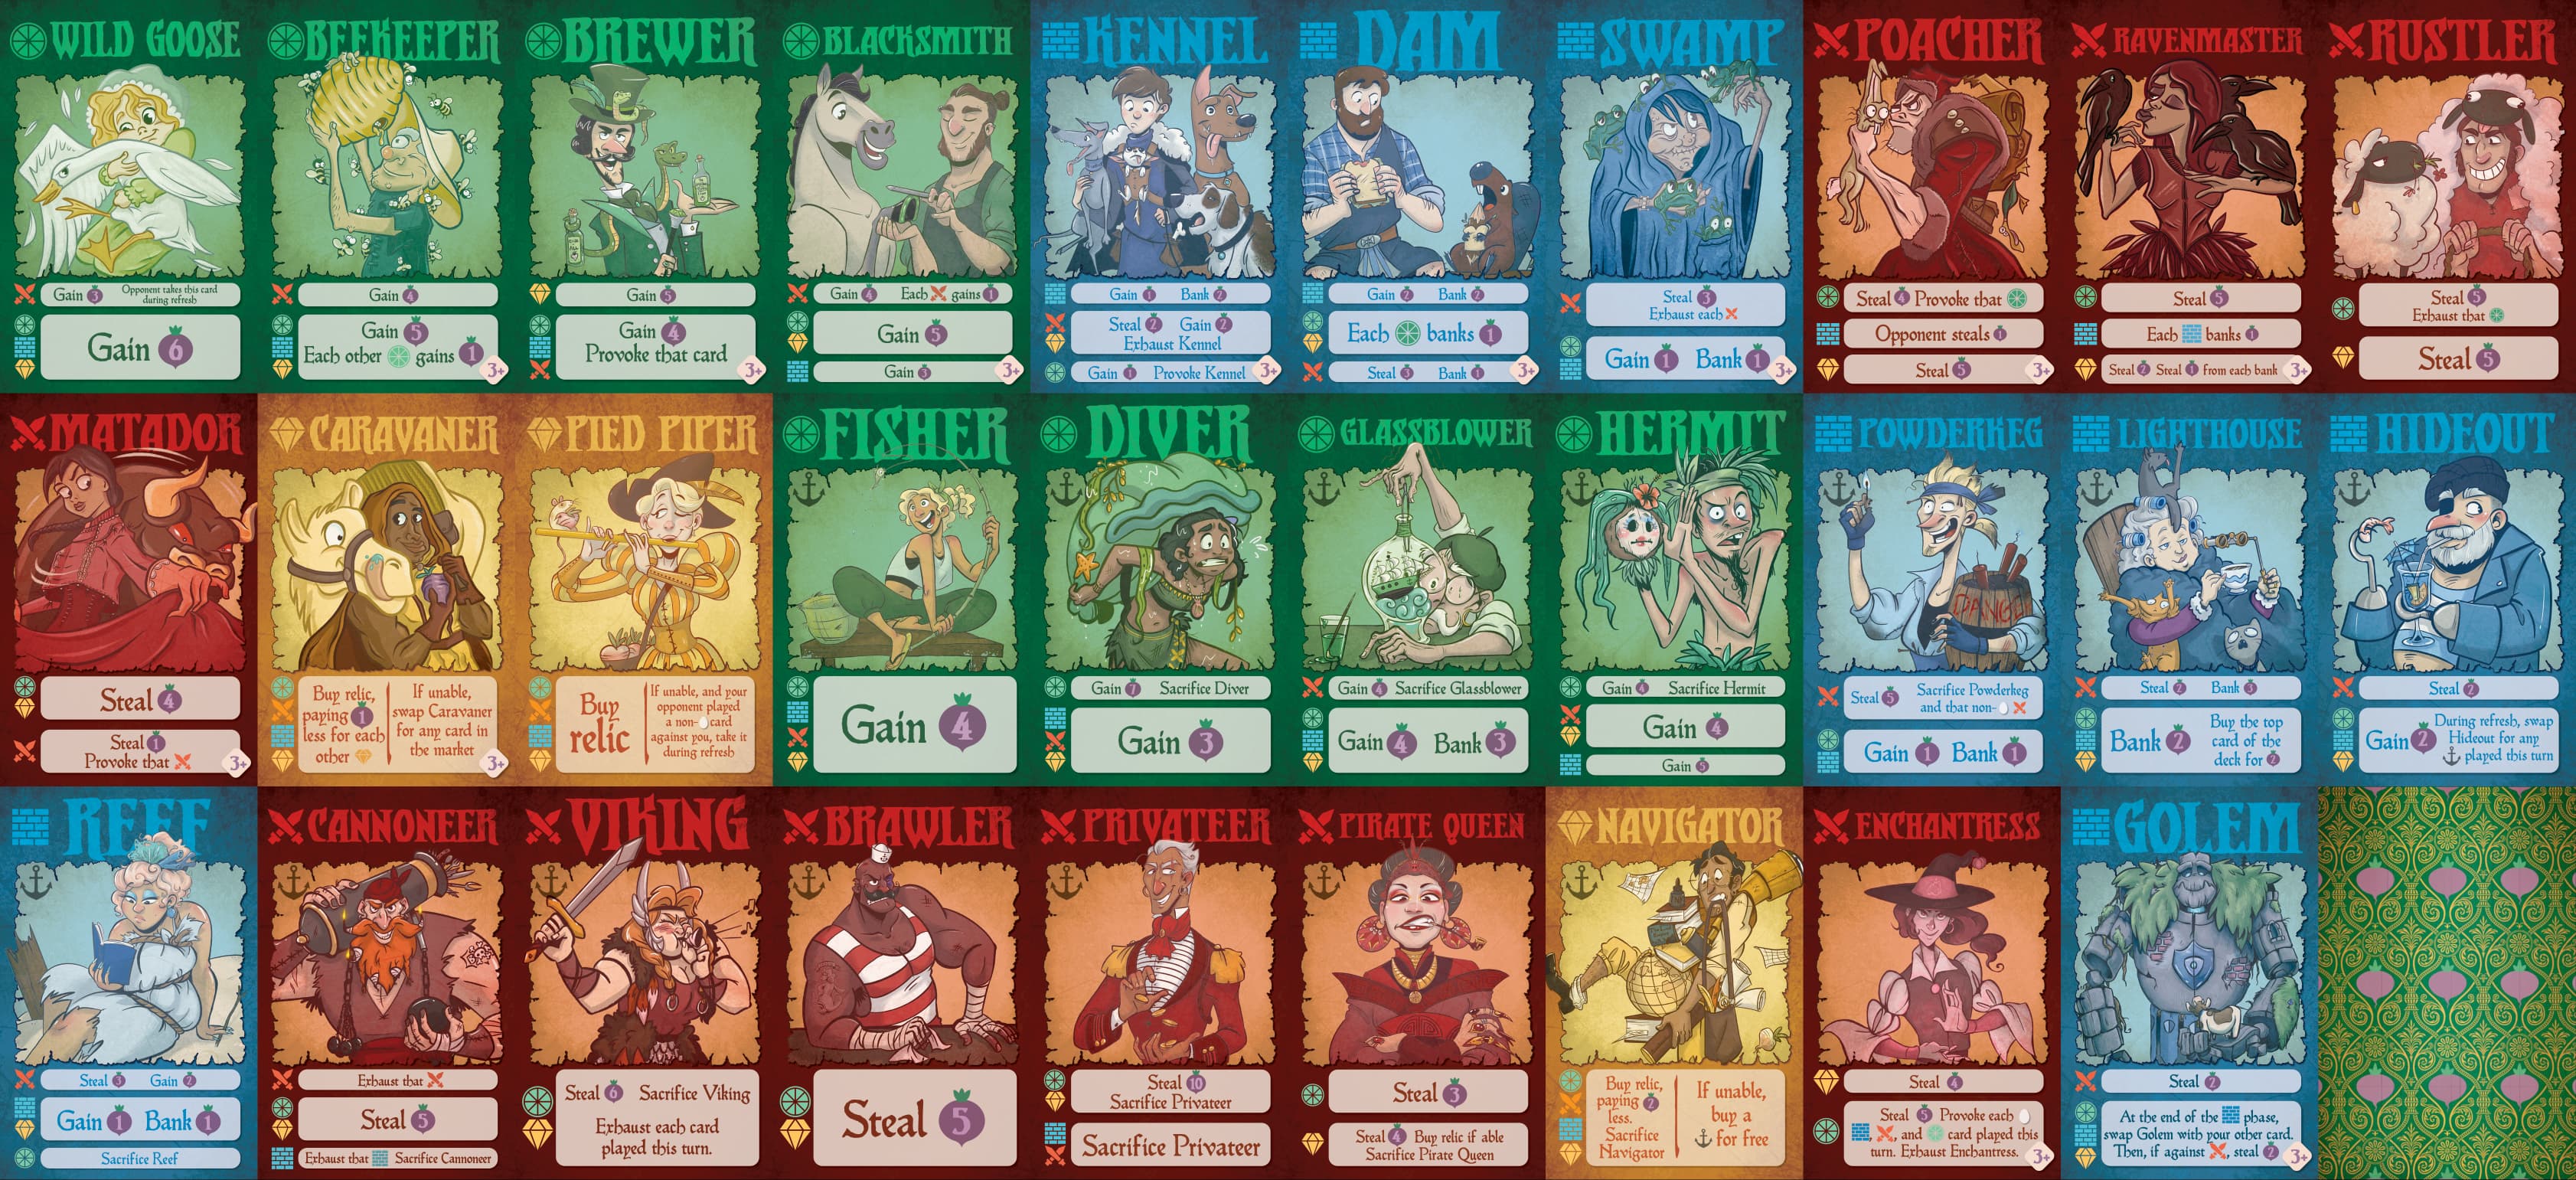 WILD GOOSE
Gain 3 Opponent takes this card
during refresh
Gain 6
BEEKEEPER
Gain 4
Gain 5
Each other gains 1
3+
BREWER
Gain 5
Gain 4
Provoke that card
3+
BLACKSMITH
Gain 4 Each gains 1
Gain 5
Gain 3
3+
KENNEL
Gain 1 Bank 2
Steal 2 Gain 2
Exhaust Kennel
Gain 1 Provoke Kennel
3+
DAM
Gain 2 Bank 2
Each banks 1
Steal 3 Bank 1
3+
SWAMP
Steal 3
Exhaust each
Gain 1 Bank 1
3+
POACHER
Steal 4 Provoke that
Opponent steals 1
Steal 5
3+
RAVENMASTER
Steal 5
Each banks 1
Steal 2 Steal 1 from each bank
3+
RUSTLER
Steal 5
Exhaust that
Steal 5
MATADOR
Steal 4
Steal 1
Provoke that
3+
CARAVANER
Buy relic,
paying 1
less for each
other
If unable,
swap Caravaner
for any card in
the market
3+
PIED PIPER
Buy
relic
If unable, and your
opponent played
a non- card
against you, take it
during refresh
FISHER
Gain 4
DIVER
Gain 7 Sacrifice Diver
Gain 3
GLASSBLOWER
Gain 4 Sacrifice Glassblower
Gain 4 Bank 3
HERMIT
Gain 4 Sacrifice Hermit
Gain 4
Gain 5
POWDERKEG
DANGE
Steal 5 Sacrifice Powderkeg
and that non-
Gain 1 Bank 1
LIGHTHOUSE
Steal 2 Bank 3
Bank 2
Buy the top
card of the
deck for 2
HIDEOUT
Steal 2
Gain 2
During refresh, swap
Hideout for any
played this turn
REEF
Steal 3 Gain 2
Gain 1 Bank 1
Sacrifice Reef
CANNONEER
Exhaust that
Steal 5
Exhaust that Sacrifice Cannoneer
VIKING
Steal 6 Sacrifice Viking
Exhaust each card
played this turn.
BRAWLER
Steal 5
PRIVATEER
Steal 10
Sacrifice Privateer
Sacrifice Privateer
PIRATE QUEEN
Steal 3
Steal 4 Buy relic if able
Sacrifice Pirate Queen
NAVIGATOR
Buy relic,
paying 2
less.
Sacrifice
Navigator
If unable,
buy a
for free
ENCHANTRESS
Steal 4
Steal 5 Provoke each
, , and card played this
turn. Exhaust Enchantress.
3+
GOLEM
Steal 2
At the end of the phase,
swap Golem with your other card.
Then, if against , steal 2
3+